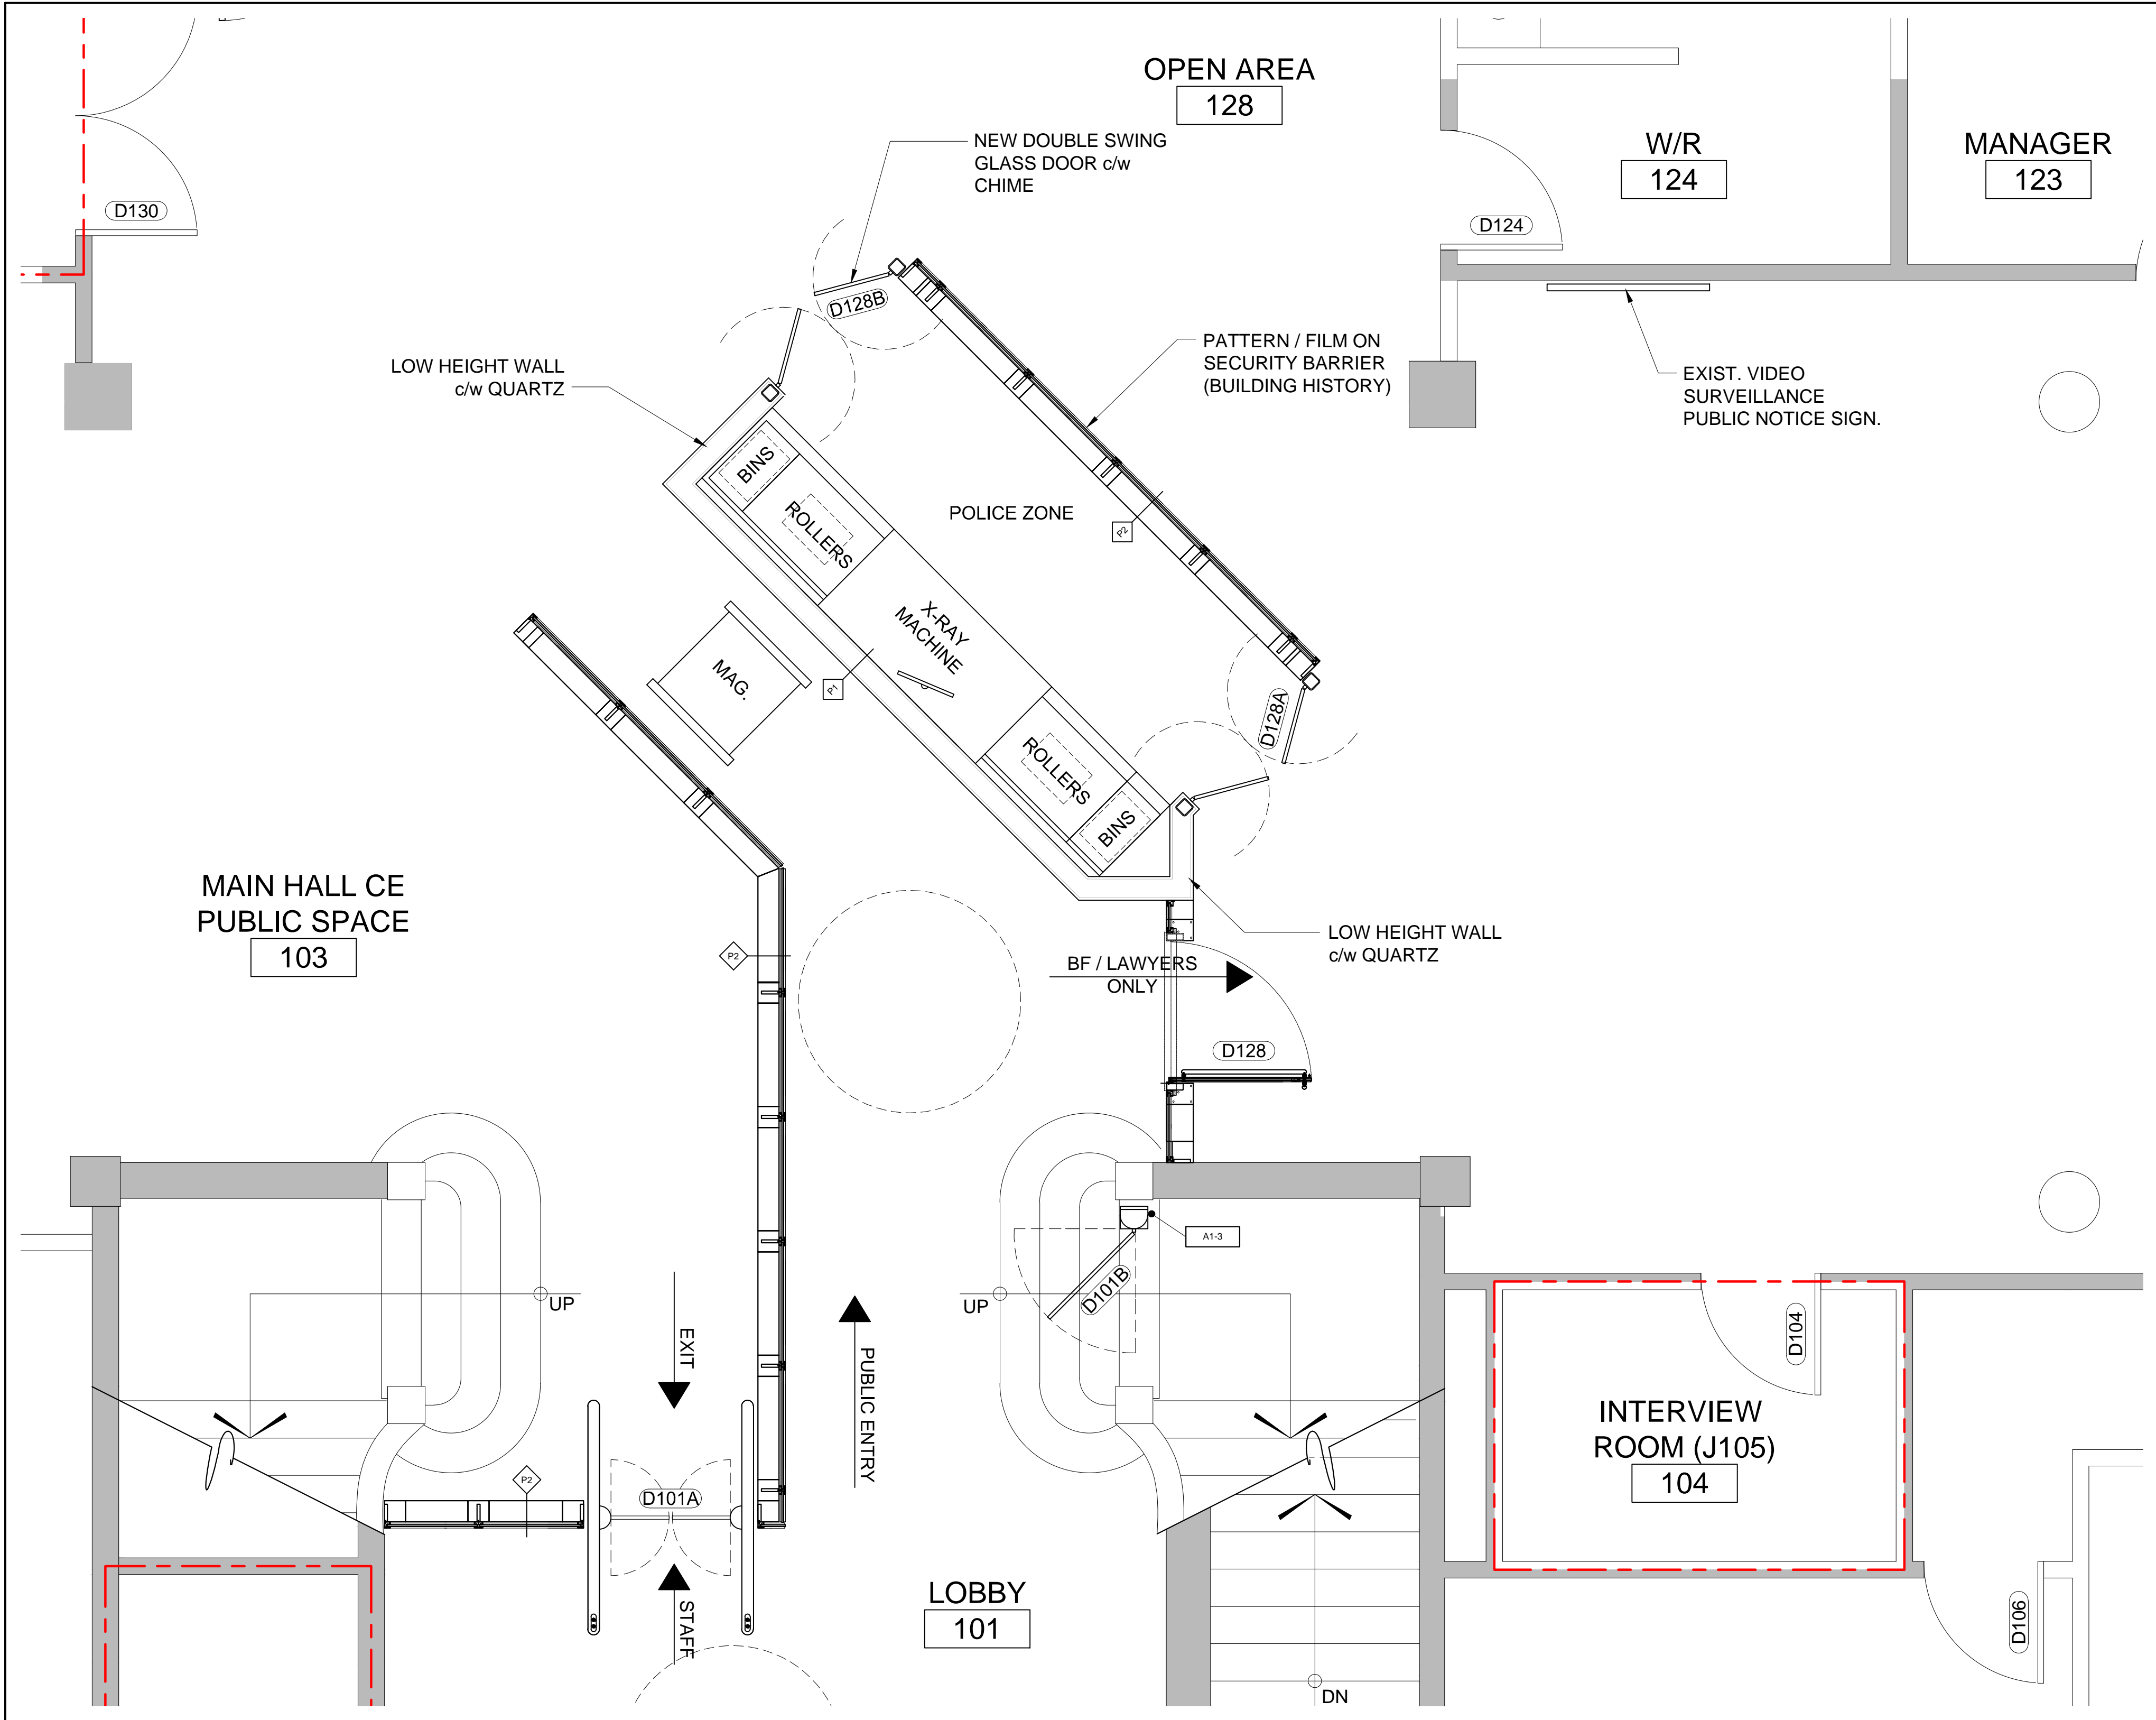 OPEN AREA
128
NEW DOUBLE SWING
GLASS DOOR c/w
CHIME
W/R
124
MANAGER
123
D130
D124
D128B
LOW HEIGHT WALL
c/w QUARTZ
PATTERN / FILM ON
SECURITY BARRIER
(BUILDING HISTORY)
EXIST. VIDEO
SURVEILLANCE
PUBLIC NOTICE SIGN.
BINS
ROLLERS
POLICE ZONE
P2
X-RAY
MACHINE
MAG.
P1
D128A
ROLLERS
BINS
MAIN HALL CE
PUBLIC SPACE
103
P2
LOW HEIGHT WALL
c/w QUARTZ
BF / LAWYERS
ONLY
D128
A1-3
D101B
UP
UP
EXIT
PUBLIC ENTRY
D104
INTERVIEW
ROOM (J105)
104
P2
D101A
STAFF
LOBBY
101
D106
DN